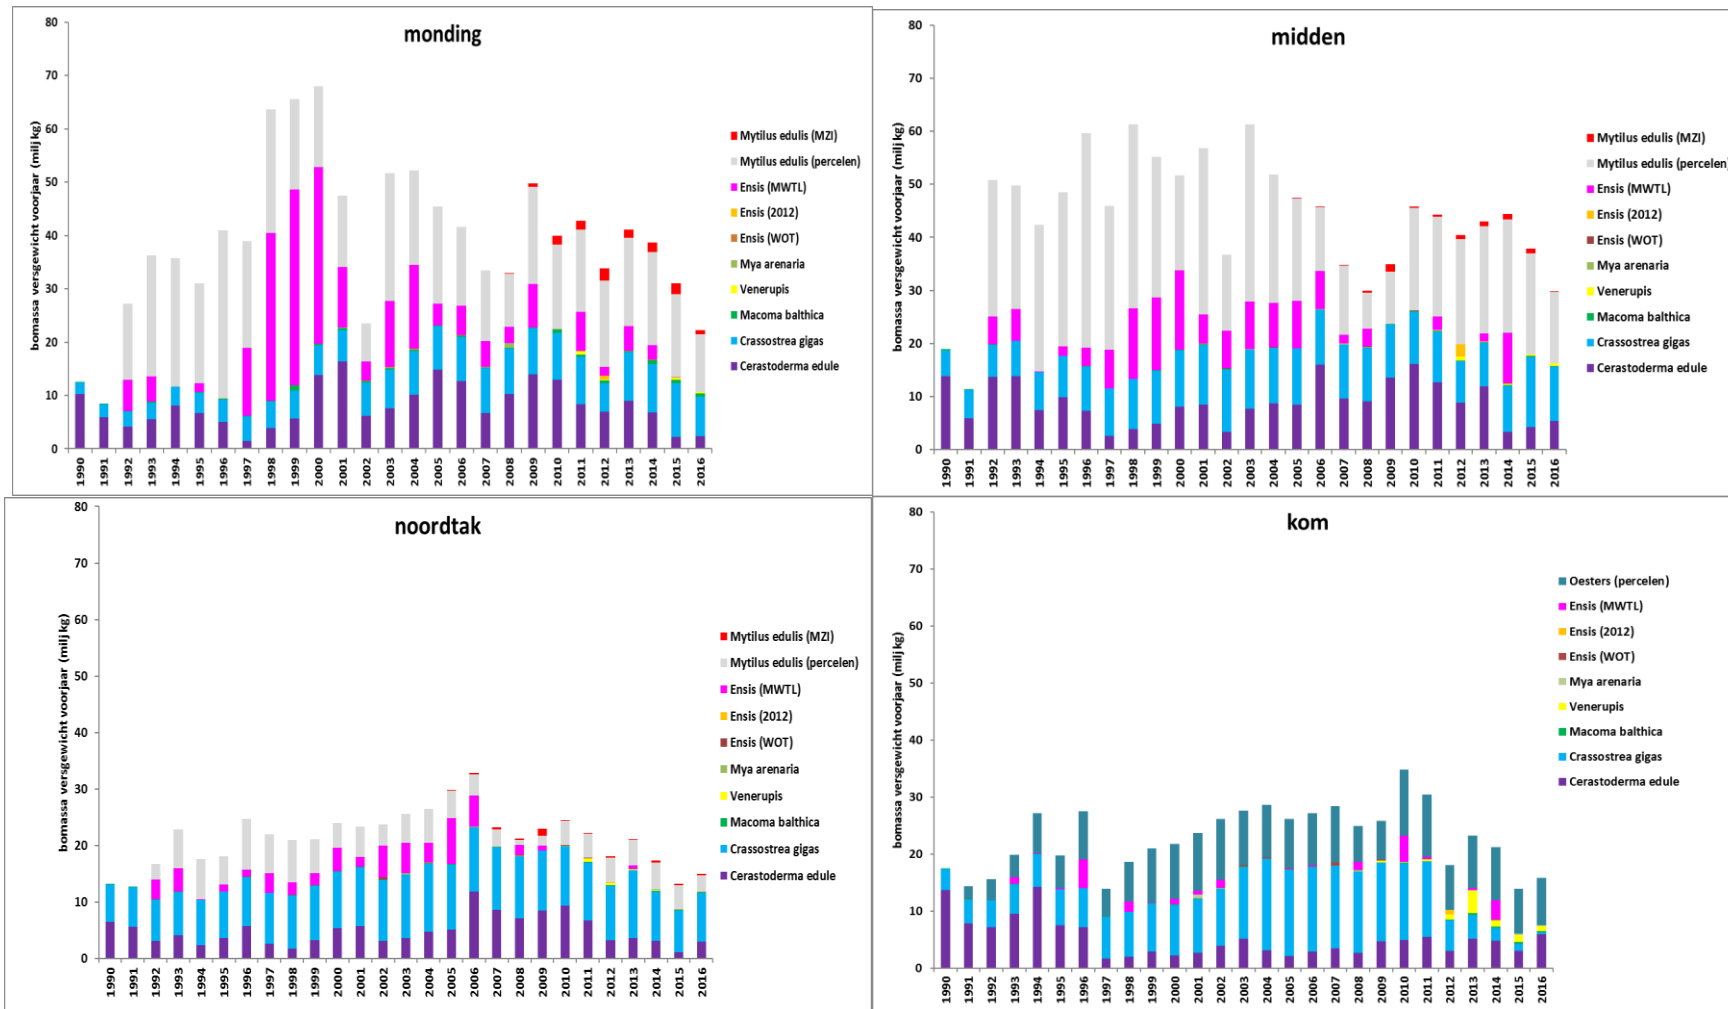 monding
bomassa versgewicht voorjaar (milj kg)
80
70
60
50
40
30
20
10
0
1990 1991 1992 1993 1994 1995 1996 1997 1998 1999 2000 2001 2002 2003 2004 2005 2006 2007 2008 2009 2010 2011 2012 2013 2014 2015 2016
Mytilus edulis (MZI)
Mytilus edulis (percelen)
Ensis (MWTL)
Ensis (2012)
Ensis (WOT)
Mya arenaria
Venerupis
Macoma balthica
Crassostrea gigas
Cerastoderma edule
midden
bomassa versgewicht voorjaar (milj kg)
80
70
60
50
40
30
20
10
0
1990 1991 1992 1993 1994 1995 1996 1997 1998 1999 2000 2001 2002 2003 2004 2005 2006 2007 2008 2009 2010 2011 2012 2013 2014 2015 2016
Mytilus edulis (MZI)
Mytilus edulis (percelen)
Ensis (MWTL)
Ensis (2012)
Ensis (WOT)
Mya arenaria
Venerupis
Macoma balthica
Crassostrea gigas
Cerastoderma edule
noordtak
bomassa versgewicht voorjaar (milj kg)
80
70
60
50
40
30
20
10
0
1990 1991 1992 1993 1994 1995 1996 1997 1998 1999 2000 2001 2002 2003 2004 2005 2006 2007 2008 2009 2010 2011 2012 2013 2014 2015 2016
Mytilus edulis (MZI)
Mytilus edulis (percelen)
Ensis (MWTL)
Ensis (2012)
Ensis (WOT)
Mya arenaria
Venerupis
Macoma balthica
Crassostrea gigas
Cerastoderma edule
kom
bomassa versgewicht voorjaar (milj kg)
80
70
60
50
40
30
20
10
0
1990 1991 1992 1993 1994 1995 1996 1997 1998 1999 2000 2001 2002 2003 2004 2005 2006 2007 2008 2009 2010 2011 2012 2013 2014 2015 2016
Oesters (percelen)
Ensis (MWTL)
Ensis (2012)
Ensis (WOT)
Mya arenaria
Venerupis
Macoma balthica
Crassostrea gigas
Cerastoderma edule